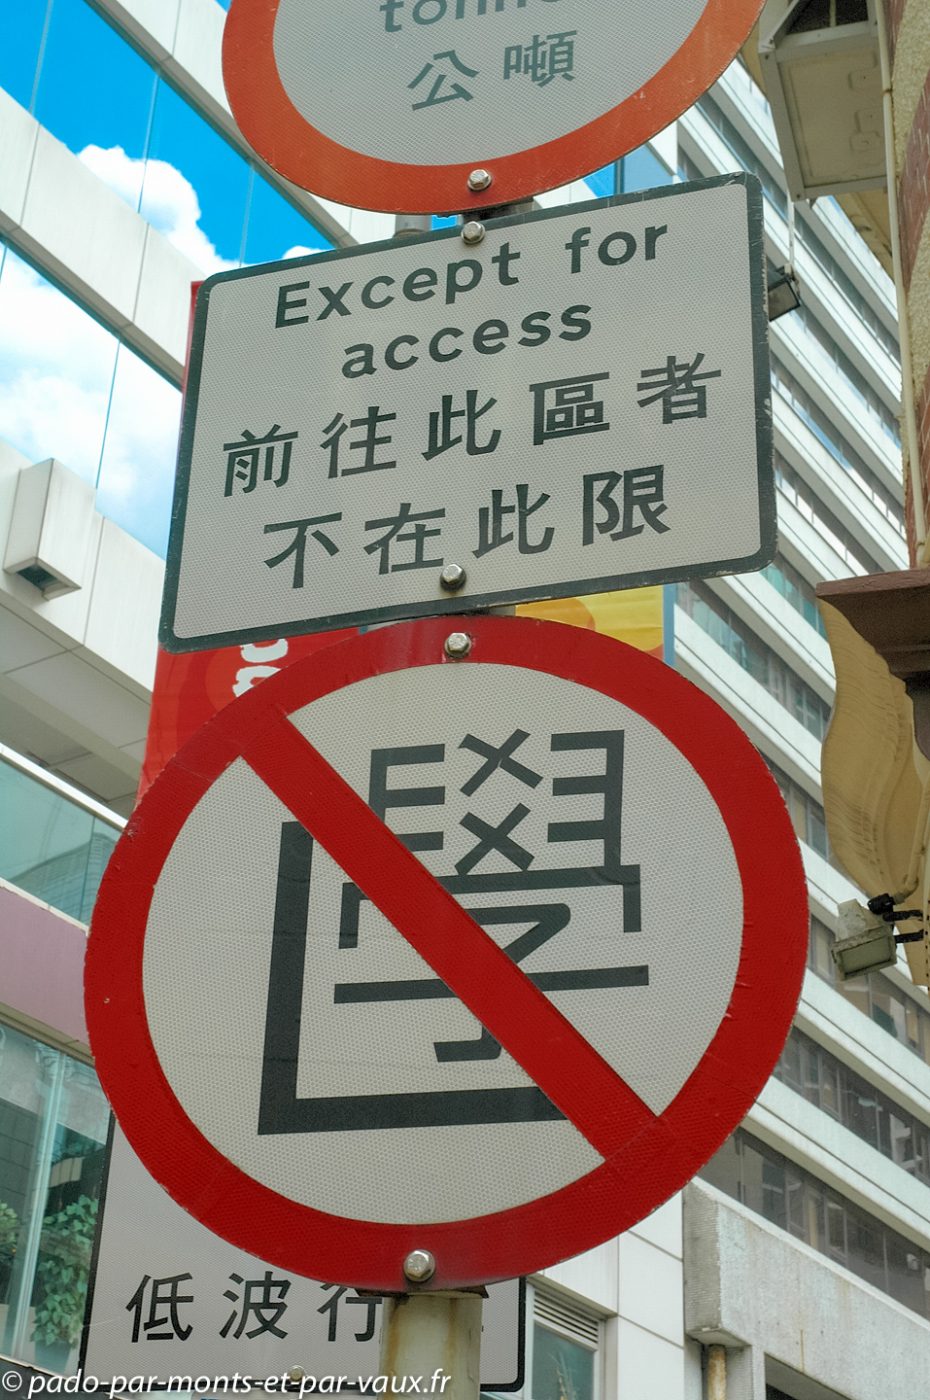 公噸
Except for
access
前往此區者
不在此限
學
低波行
© pado-par-monts-et-par-vaux.fr